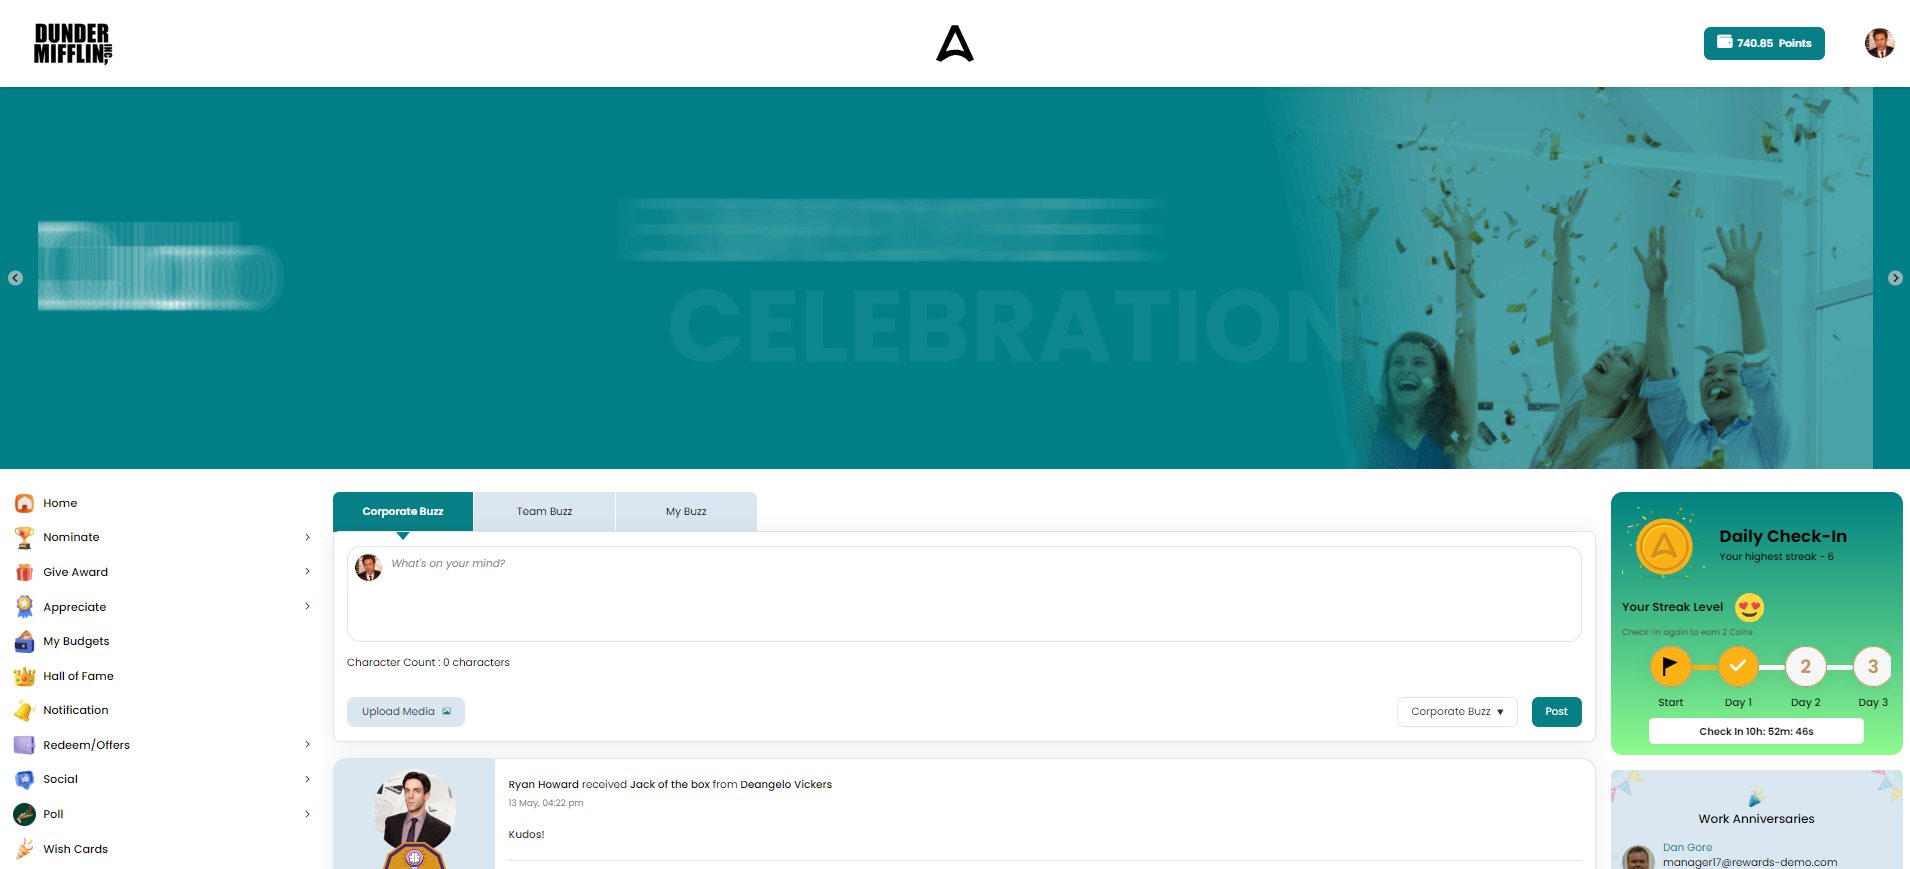 DUNDER
MIFFLIN, INC
740.85 Points
CELEBRATION
Home
Nominate
Give Award
Appreciate
My Budgets
Hall of Fame
Notification
Redeem/Offers
Social
Poll
Wish Cards
Corporate Buzz
Team Buzz
My Buzz
What's on your mind?
Character Count : 0 characters
Upload Media
Corporate Buzz ▼
Post
Ryan Howard received Jack of the box from Deangelo Vickers
13 May, 04:22 pm
Kudos!
Daily Check-In
Your highest streak - 6
Your Streak Level
Check-in again to earn 2 Coins
2
3
Start
Day 1
Day 2
Day 3
Check In 10h: 52m: 46s
Work Anniversaries
Dan Gore
manager17@rewards-demo.com